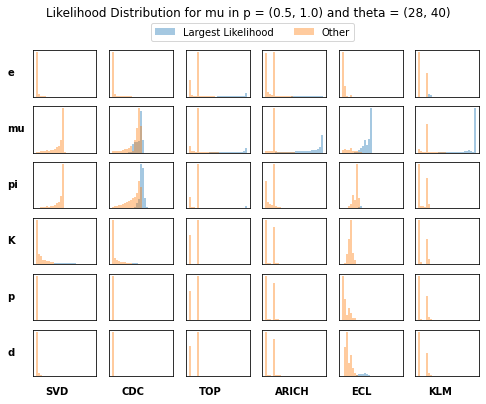 Likelihood Distribution for mu in p = (0.5, 1.0) and theta = (28, 40)
Largest Likelihood Other
e
mu
pi
K
p
d
SVD CDC TOP ARICH ECL KLM